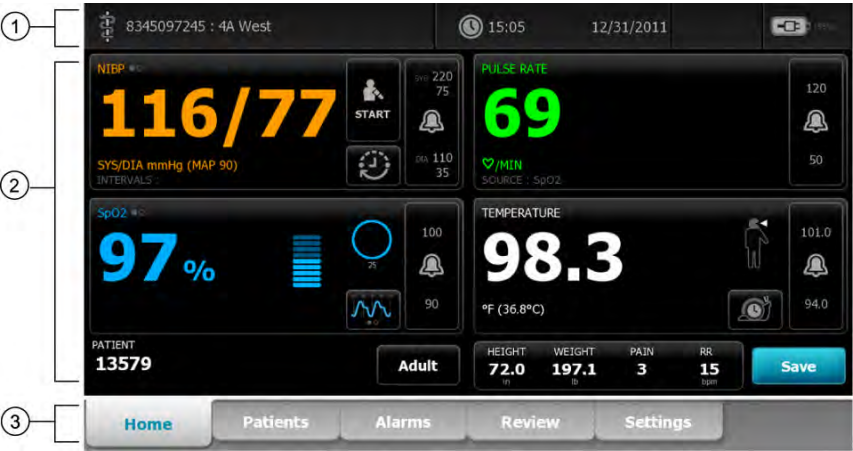 1
8345097245 : 4A West
15:05
12/31/2011
2
NIBP
116/77
START
SYS/DIA mmHg (MAP 90)
INTERVALS :
SYS 220
75
DIA 110
35
PULSE RATE
69
/MIN
SOURCE : SpO2
120
50
SpO2
97 %
25
100
90
TEMPERATURE
98.3
°F (36.8°C)
101.0
94.0
PATIENT
13579
Adult
HEIGHT WEIGHT PAIN RR
72.0 197.1 3 15
in lb bpm
Save
3
Home Patients Alarms Review Settings